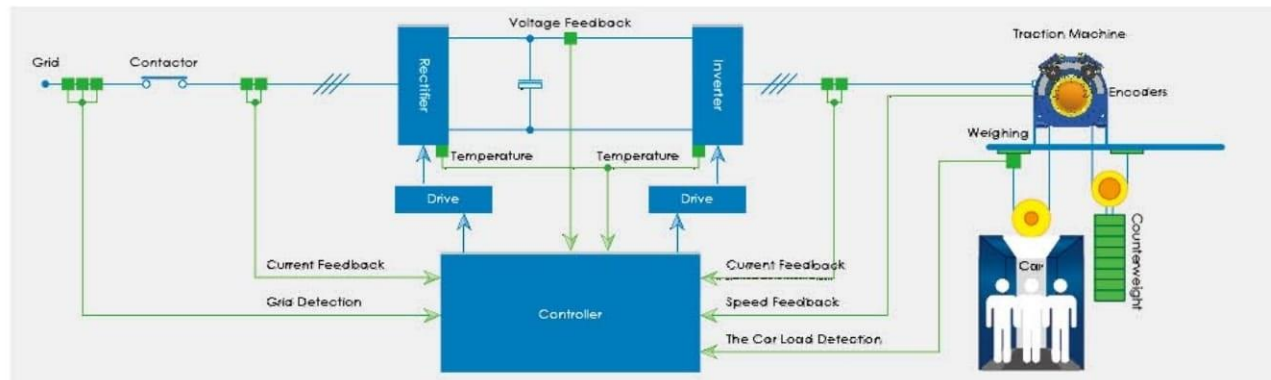 Voltage Feedback
Traction Machine
Grid
Contactor
Rectifier
Inverter
Encoders
Weighing
Temperature
Temperature
Drive
Drive
Counterweight
Car
Current Feedback
Current Feedback
Grid Detection
Controller
Speed Feedback
The Car Load Detection